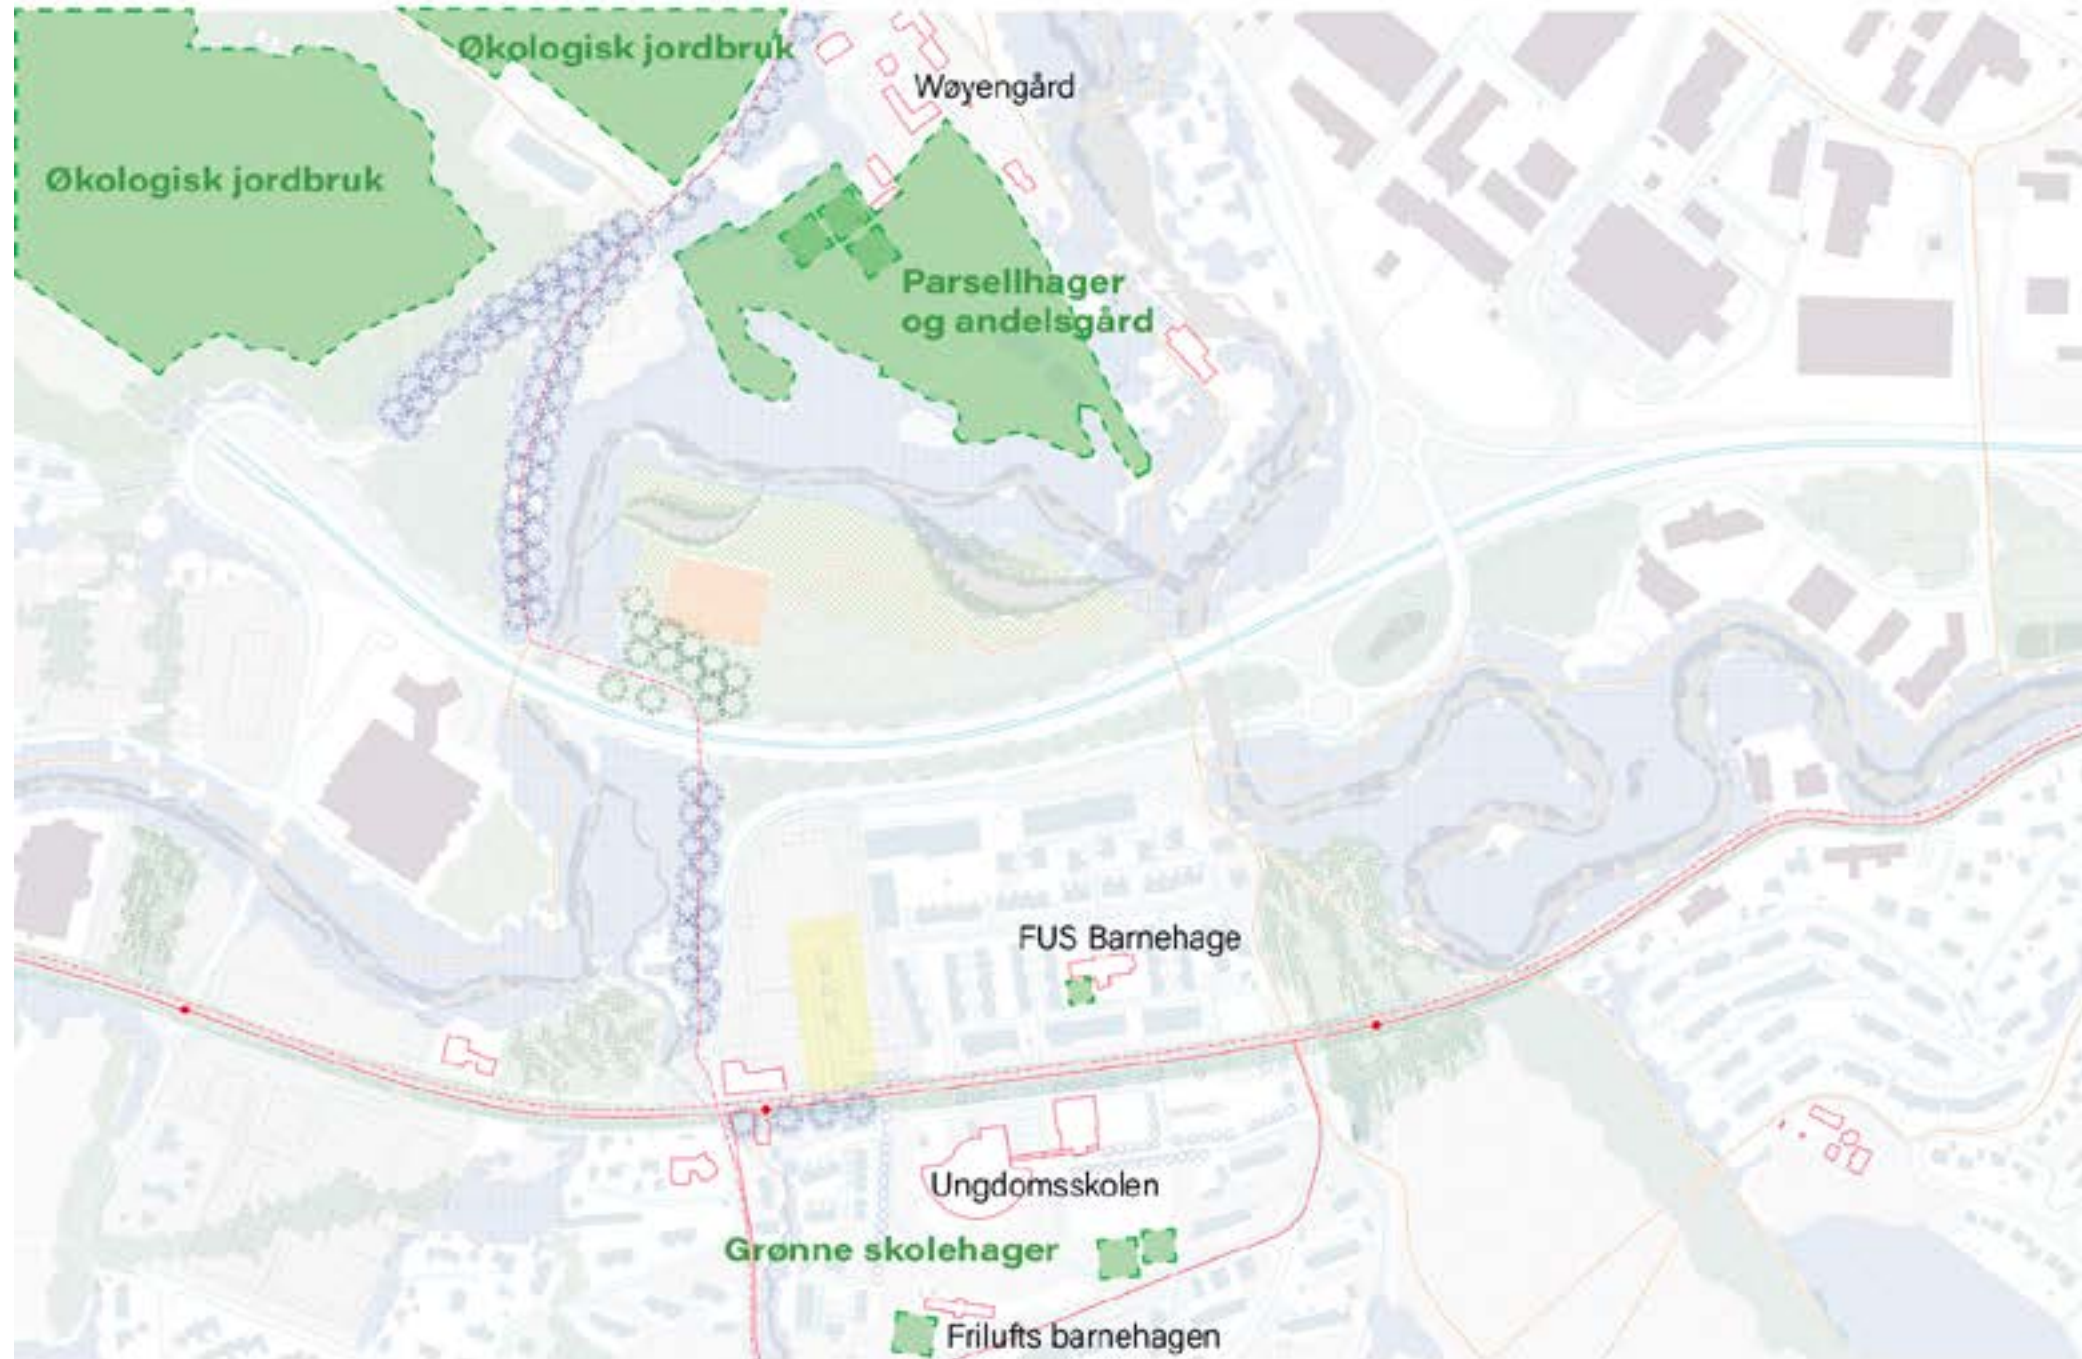 Økologisk jordbruk
Wøyengård
Økologisk jordbruk
Parsellhager
og andelsgård
FUS Barnehage
Ungdomsskolen
Grønne skolehager
Frilufts barnehagen